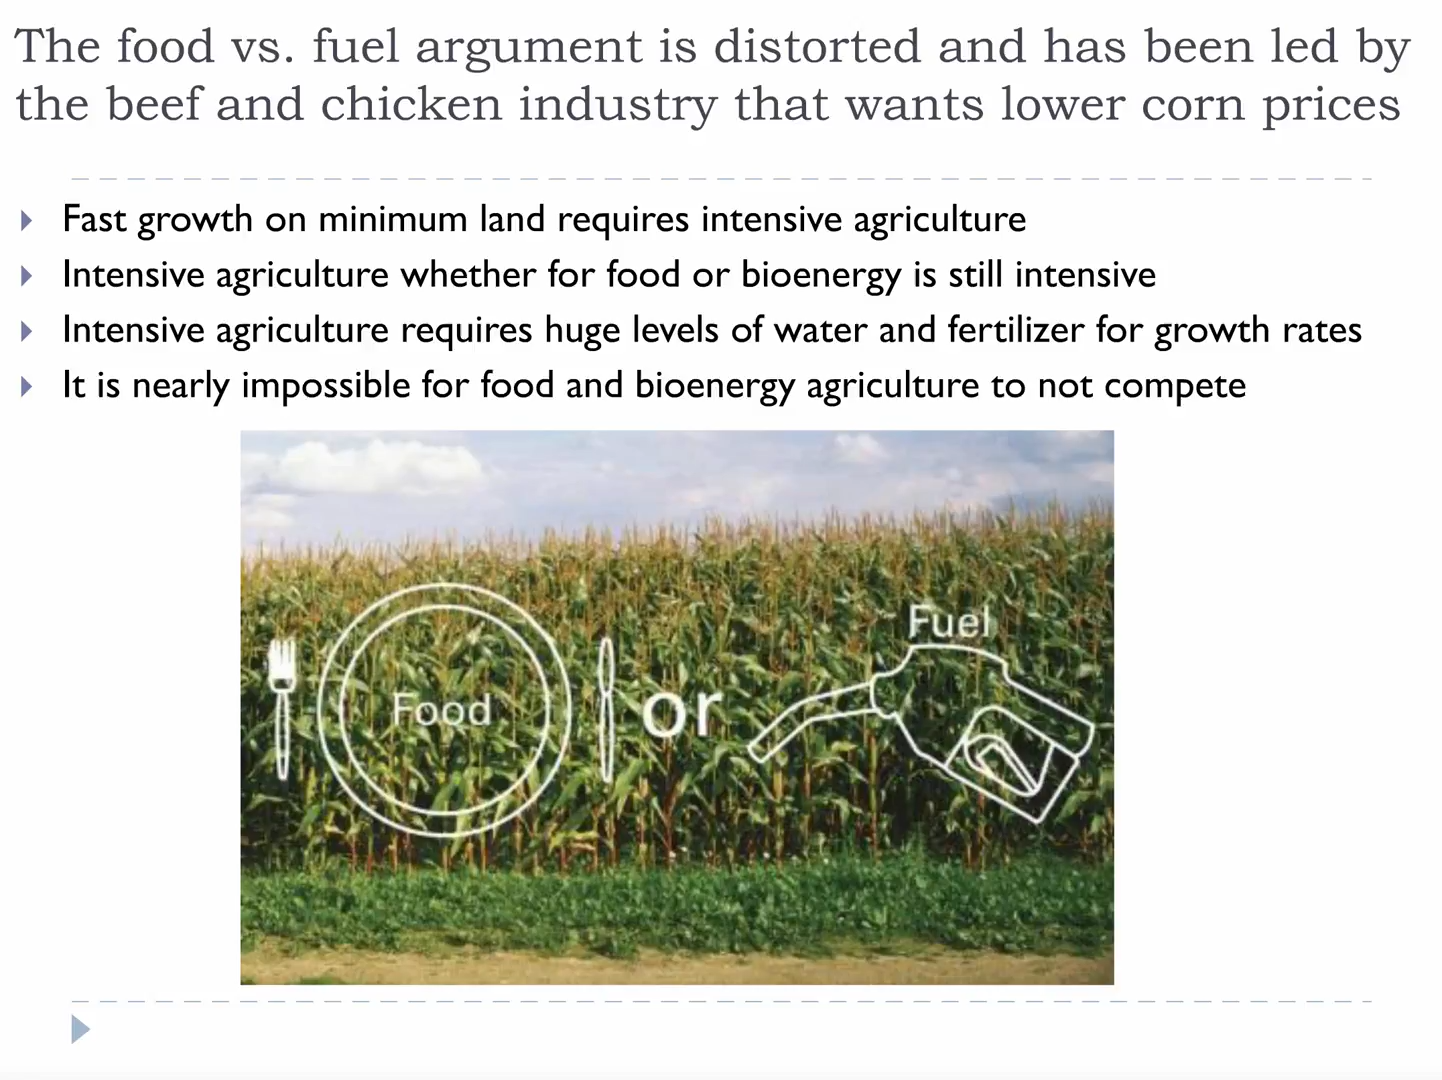 The food vs. fuel argument is distorted and has been led by
the beef and chicken industry that wants lower corn prices
Fast growth on minimum land requires intensive agriculture
Intensive agriculture whether for food or bioenergy is still intensive
Intensive agriculture requires huge levels of water and fertilizer for growth rates
It is nearly impossible for food and bioenergy agriculture to not compete
Fuel
Food
or